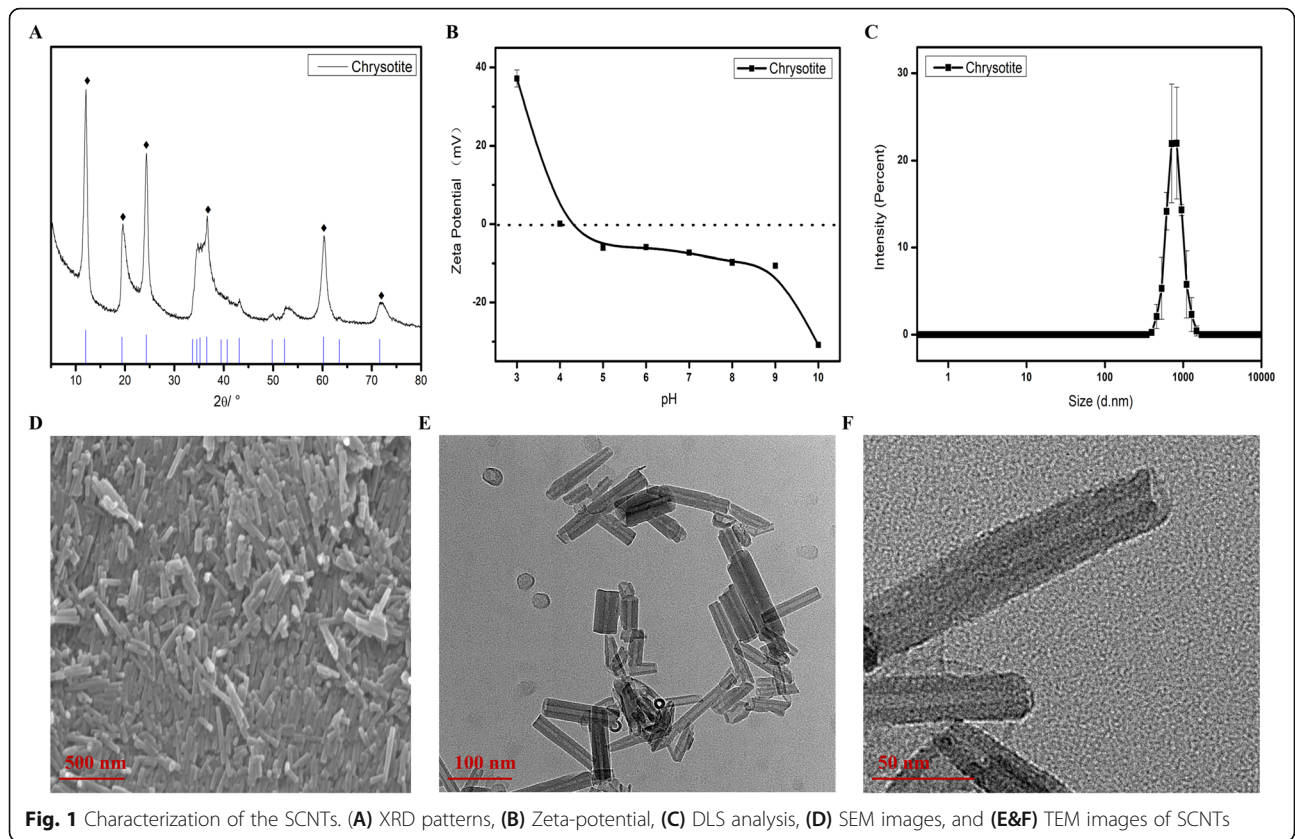 A
Chrysotite
10
20
30
40
50
60
70
80
2θ/ °
B
Chrysotite
40
20
0
-20
3
4
5
6
7
8
9
10
Zeta Potential （mV）
pH
C
Chrysotite
30
20
10
0
1
10
100
1000
10000
Intensity (Percent)
Size (d.nm)
D
500 nm
E
100 nm
F
50 nm
Fig. 1 Characterization of the SCNTs. (A) XRD patterns, (B) Zeta-potential, (C) DLS analysis, (D) SEM images, and (E&F) TEM images of SCNTs